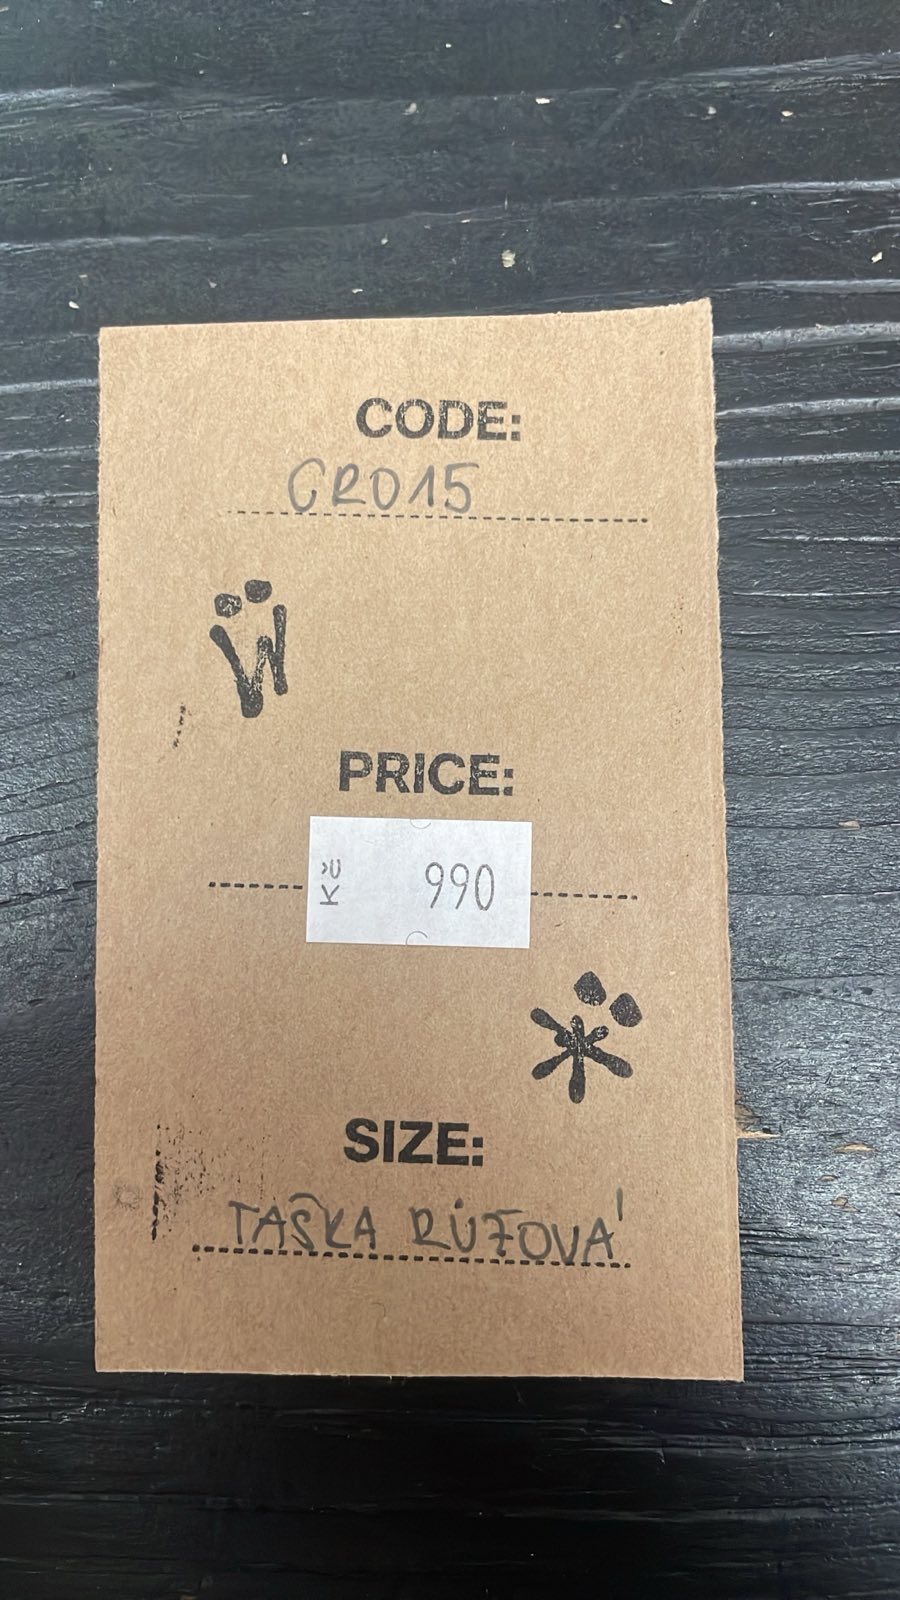 CODE:
CR015
Ẅ
PRICE:
Kč 990
SIZE:
TAŠKA RŮŽOVÁ